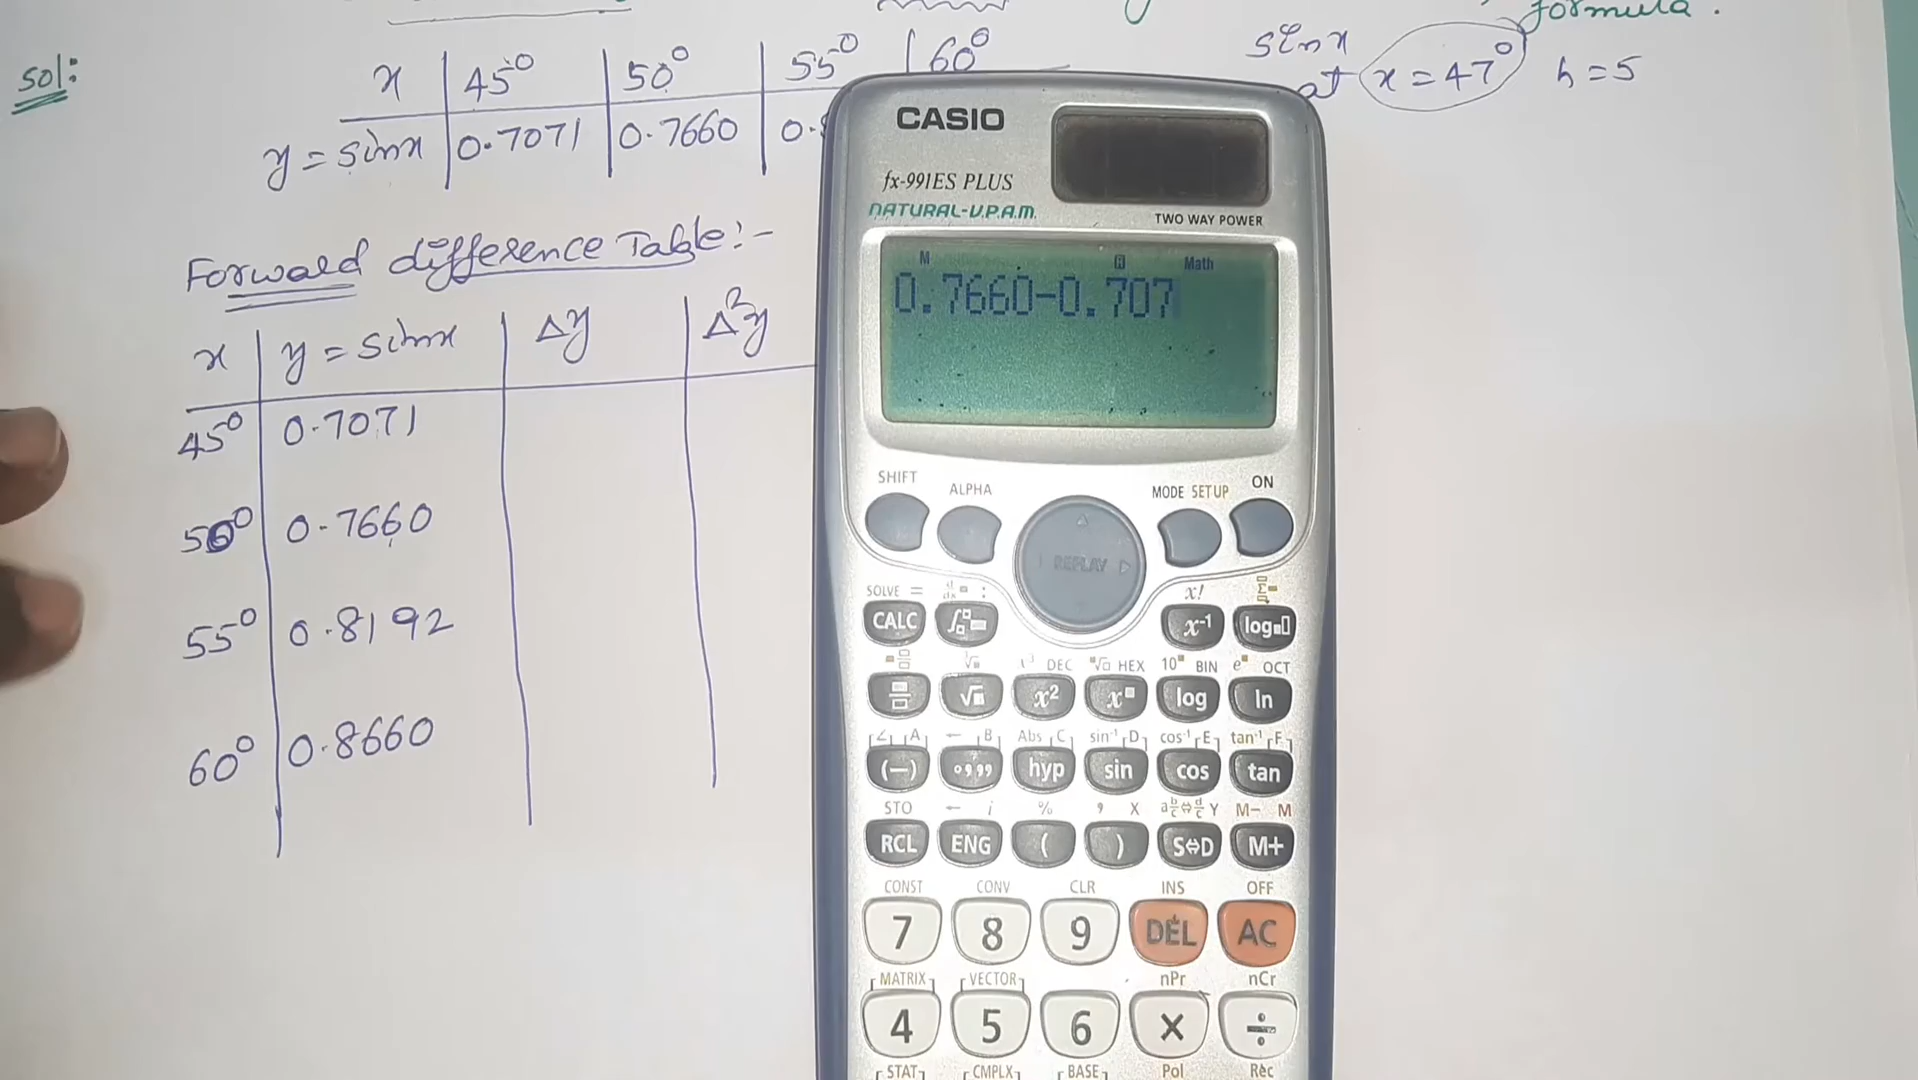 formula.
sol:
x 45° 50° 55° 60°
y = sinx 0.7071 0.7660 0.
sinx
at x = 47° h = 5
Forward difference Table:-
x y = sinx Δy Δ²y
45° 0.7071
50° 0.7660
55° 0.8192
60° 0.8660
CASIO
fx-991ES PLUS
NATURAL-V.P.A.M.
TWO WAY POWER
M Math
0.7660-0.707
SHIFT ALPHA MODE SETUP ON
REPLAY
SOLVE = d/dx : x! Σ
CALC x⁻¹ log
DEC HEX 10 BIN e OCT
x² log ln
∠ A ← B Abs C sin⁻¹ D cos⁻¹ E tan⁻¹ F
(−) hyp sin cos tan
STO ← i % , X Y M− M
RCL ENG ( ) S⇔D M+
CONST CONV CLR INS OFF
7 8 9 DEL AC
MATRIX VECTOR nPr nCr
4 5 6 × ÷
STAT CMPLX BASE Pol Rec